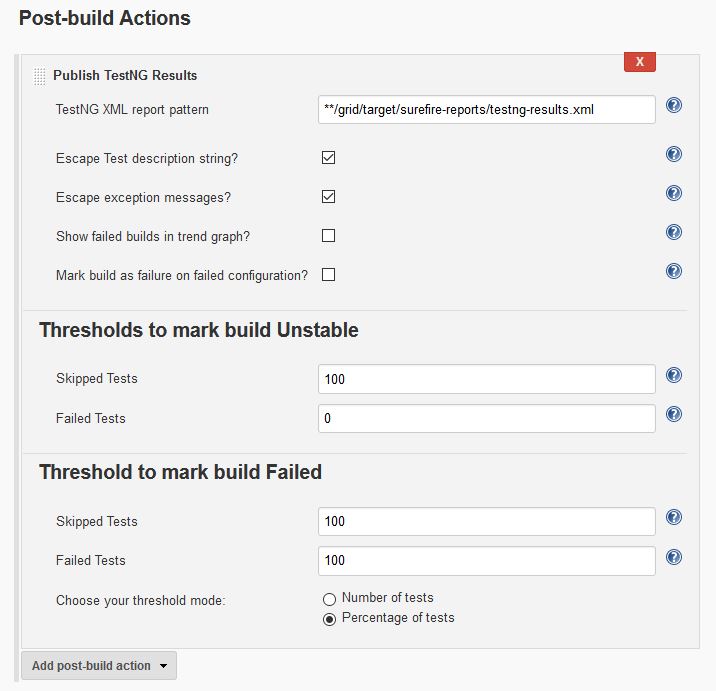 Post-build Actions
X
Publish TestNG Results
TestNG XML report pattern
**/grid/target/surefire-reports/testng-results.xml
?
Escape Test description string?
?
Escape exception messages?
?
Show failed builds in trend graph?
?
Mark build as failure on failed configuration?
?
Thresholds to mark build Unstable
Skipped Tests
100
?
Failed Tests
0
?
Threshold to mark build Failed
Skipped Tests
100
?
Failed Tests
100
?
Choose your threshold mode:
Number of tests
Percentage of tests
Add post-build action